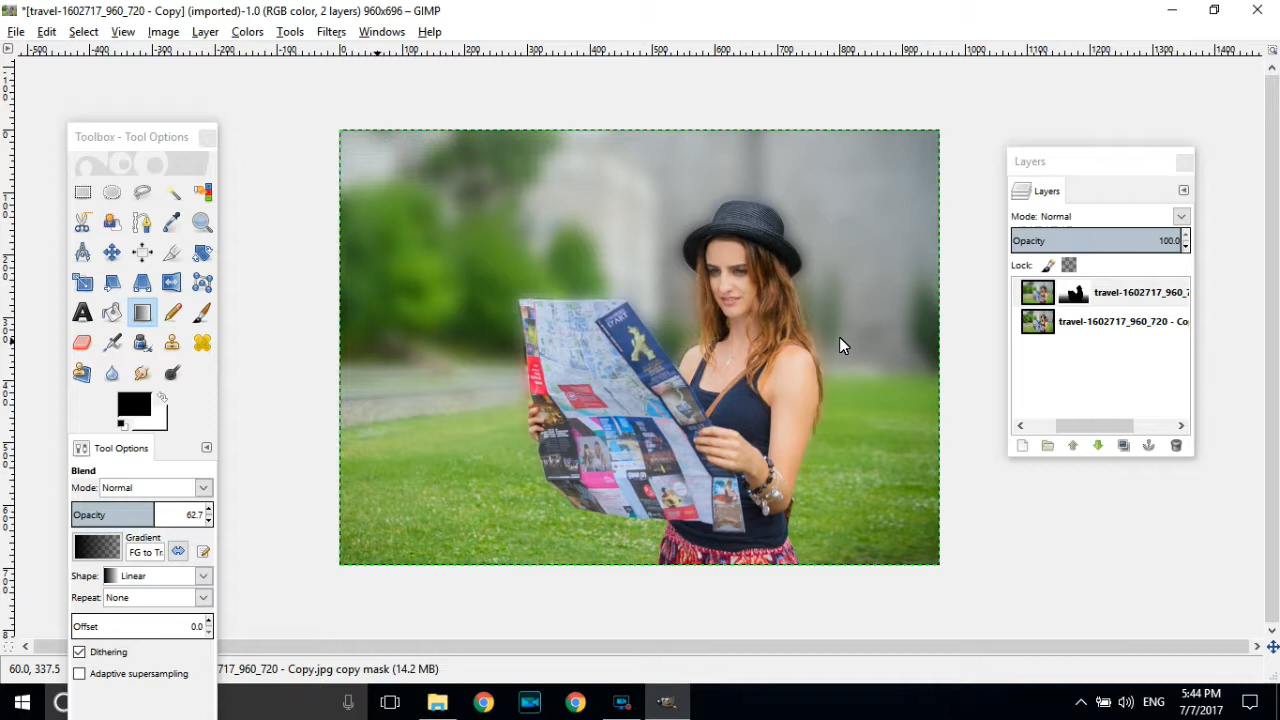 *[travel-1602717_960_720 - Copy] (imported)-1.0 (RGB color, 2 layers) 960x696 – GIMP
File Edit Select View Image Layer Colors Tools Filters Windows Help
-500 -400 -300 -200 -100 0 100 200 300 400 500 600 700 800 900 1000 1100 1200 1300 1400
Toolbox - Tool Options
Layers
Layers
Mode: Normal
Opacity 100.0
Lock:
travel-1602717_960_7
travel-1602717_960_720 - Co
Tool Options
Blend
Mode: Normal
Opacity 62.7
Gradient
FG to Tr
Shape: Linear
Repeat: None
Offset 0.0
Dithering
60.0, 337.5
717_960_720 - Copy.jpg copy mask (14.2 MB)
Adaptive supersampling
ENG
5:44 PM
7/7/2017